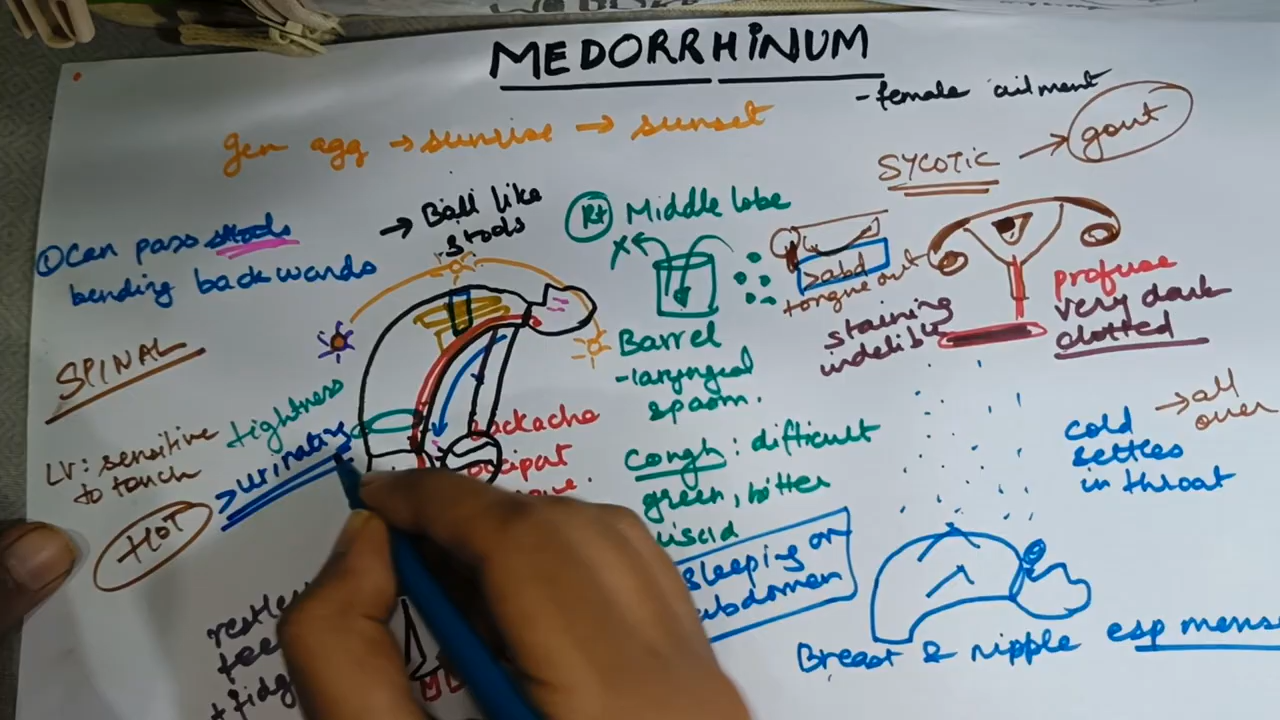 MEDORRHINUM
-female ailment
gen agg → sunrise → sunset
SYCOTIC → gout
① Can pass stools
bending backwards
→ Ball like
stools
Rt Middle lobe
>abd
tongue out
SPINAL
Barrel
-laryngeal
spasm.
staining
indelible
profuse
very dark
clotted
LV: sensitive
to touch
tightness
>urinating
HOT
backache
occiput
Cough: difficult
green, bitter
viscid
cold
settles
in throat
→ all
over
sleeping on
abdomen
Breast & nipple esp mens